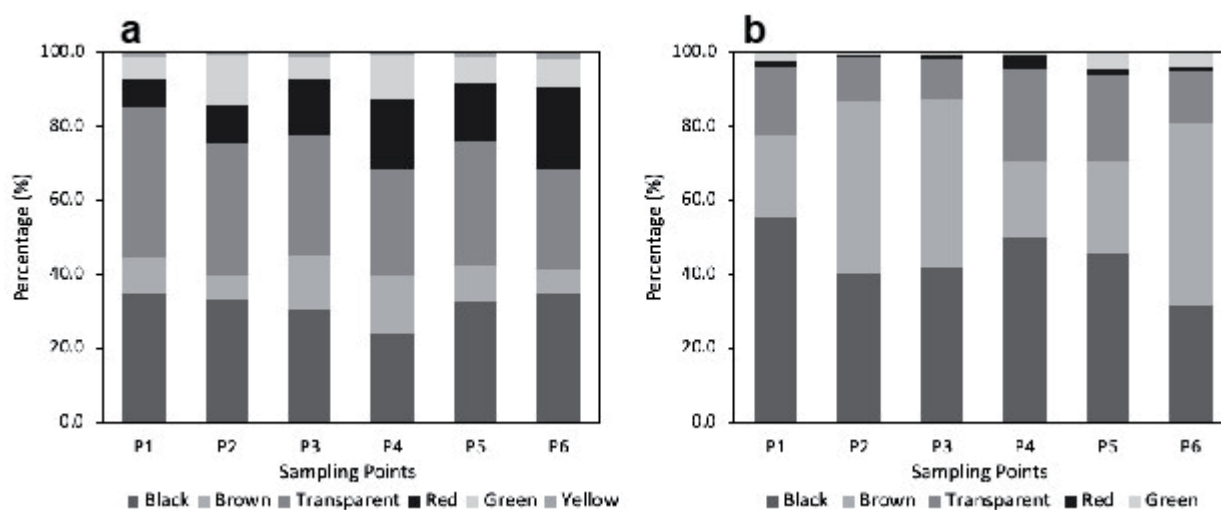 a
100.0
80.0
60.0
40.0
20.0
0.0
Percentage (%)
P1 P2 P3 P4 P5 P6
Sampling Points
Black Brown Transparent Red Green Yellow
b
100.0
80.0
60.0
40.0
20.0
0.0
Percentage (%)
P1 P2 P3 P4 P5 P6
Sampling Points
Black Brown Transparent Red Green